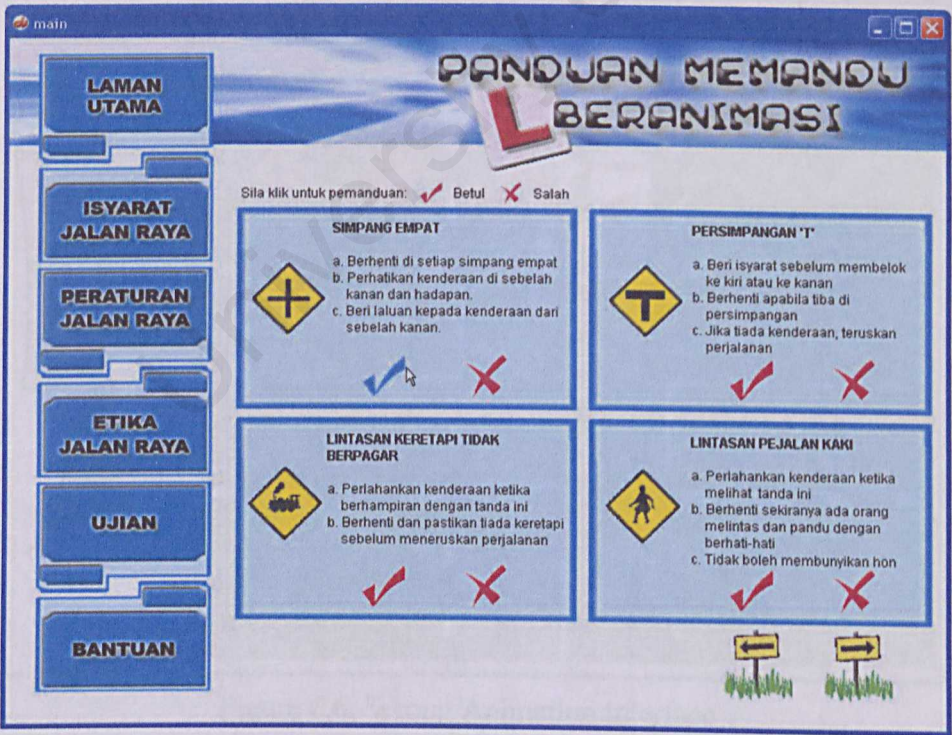 main
PANDUAN MEMANDU
L BERANIMASI
LAMAN
UTAMA
ISYARAT
JALAN RAYA
PERATURAN
JALAN RAYA
ETIKA
JALAN RAYA
UJIAN
BANTUAN
Sila klik untuk pemanduan: Betul Salah
SIMPANG EMPAT
a. Berhenti di setiap simpang empat
b. Perhatikan kenderaan di sebelah
kanan dan hadapan.
c. Beri laluan kepada kenderaan dari
sebelah kanan.
PERSIMPANGAN 'T'
a. Beri isyarat sebelum membelok
ke kiri atau ke kanan
b. Berhenti apabila tiba di
persimpangan
c. Jika tiada kenderaan, teruskan
perjalanan
LINTASAN KERETAPI TIDAK
BERPAGAR
a. Perlahankan kenderaan ketika
berhampiran dengan tanda ini
b. Berhenti dan pastikan tiada keretapi
sebelum meneruskan perjalanan
LINTASAN PEJALAN KAKI
a. Perlahankan kenderaan ketika
melihat tanda ini
b. Berhenti sekiranya ada orang
melintas dan pandu dengan
berhati-hati
c. Tidak boleh membunyikan hon